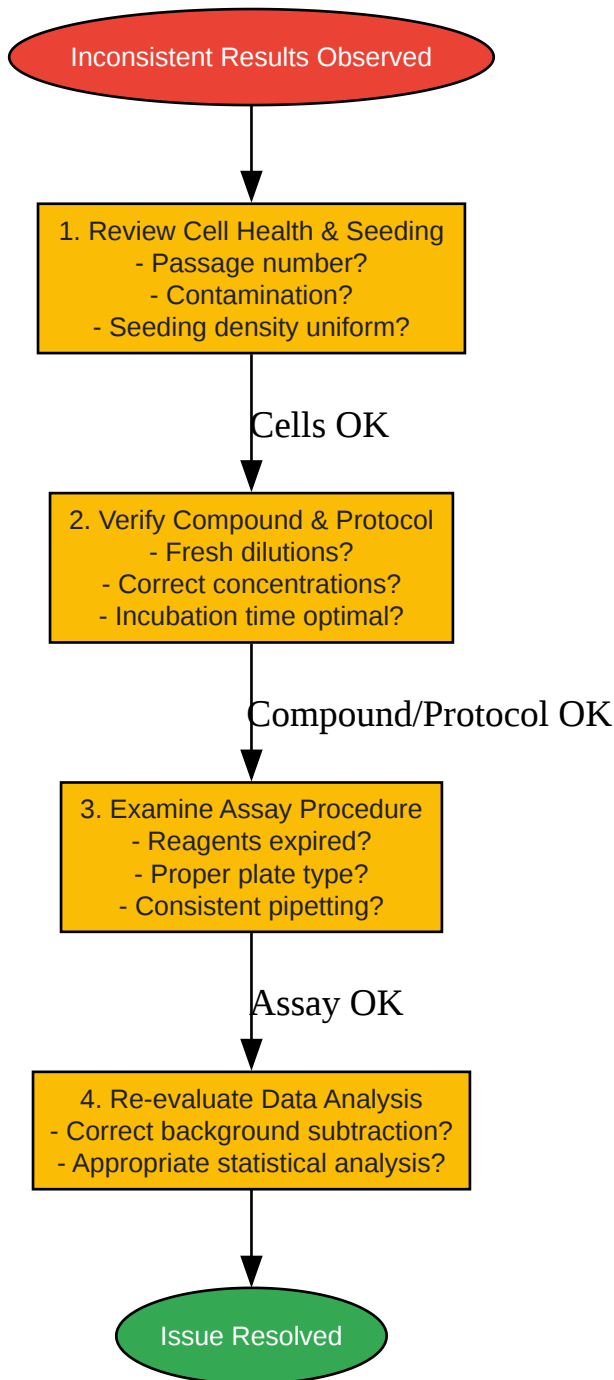 Inconsistent Results Observed
1. Review Cell Health & Seeding
- Passage number?
- Contamination?
- Seeding density uniform?
Cells OK
2. Verify Compound & Protocol
- Fresh dilutions?
- Correct concentrations?
- Incubation time optimal?
Compound/Protocol OK
3. Examine Assay Procedure
- Reagents expired?
- Proper plate type?
- Consistent pipetting?
Assay OK
4. Re-evaluate Data Analysis
- Correct background subtraction?
- Appropriate statistical analysis?
Issue Resolved